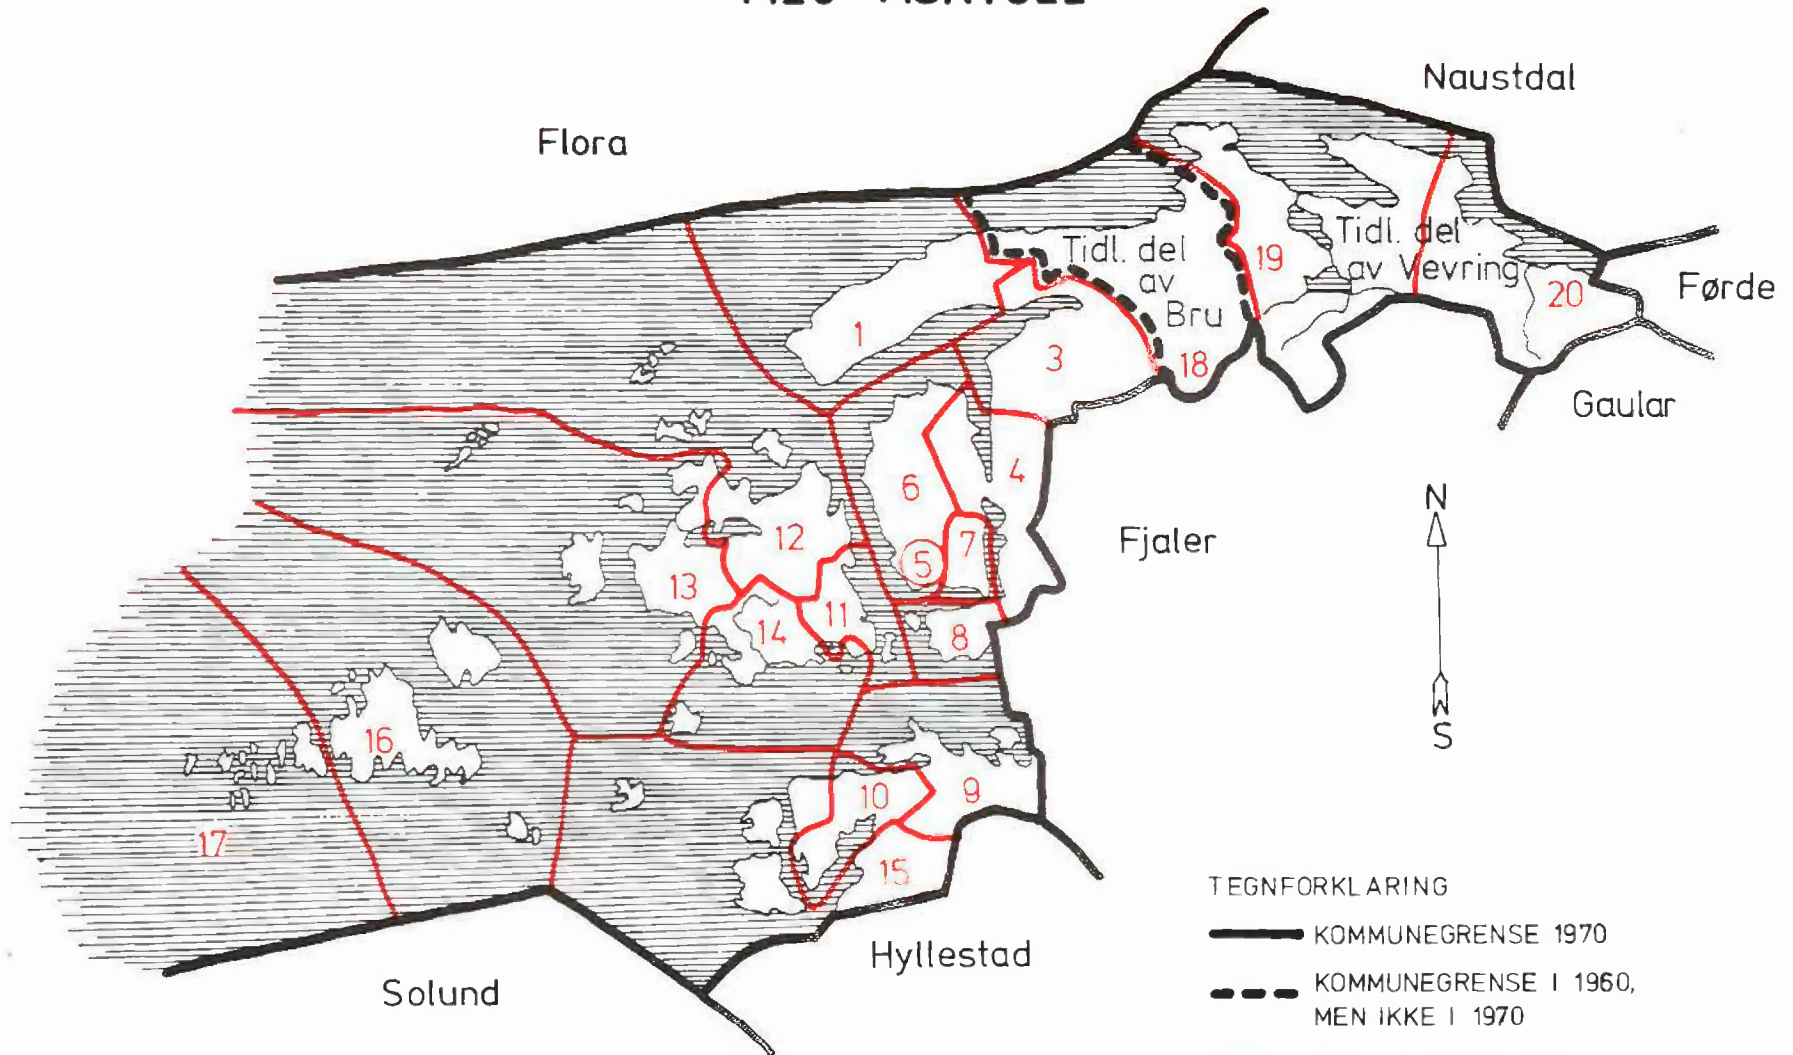 Naustdal
Flora
Tidl. del
av
Bru
Tidl. del
av Vevring
19
20
Førde
1
3
18
Gaular
6
4
N
12
7
Fjaler
5
13
11
14
8
S
16
10
9
17
15
TEGNFORKLARING
KOMMUNEGRENSE 1970
Hyllestad
KOMMUNEGRENSE I 1960,
MEN IKKE I 1970
Solund